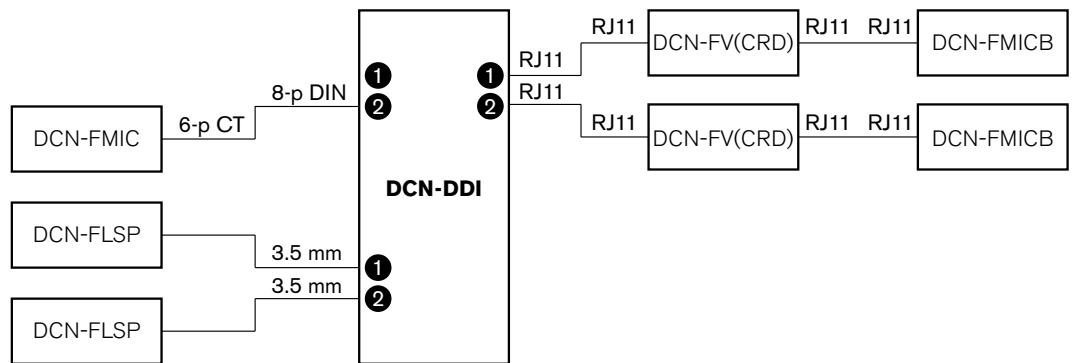 RJ11
DCN-FV(CRD)
RJ11
RJ11
DCN-FMICB
RJ11
❶
❶
8-p DIN
❷
❷
RJ11
DCN-FMIC
6-p CT
RJ11
DCN-FV(CRD)
RJ11
RJ11
DCN-FMICB
DCN-DDI
DCN-FLSP
3.5 mm
❶
3.5 mm
❷
DCN-FLSP